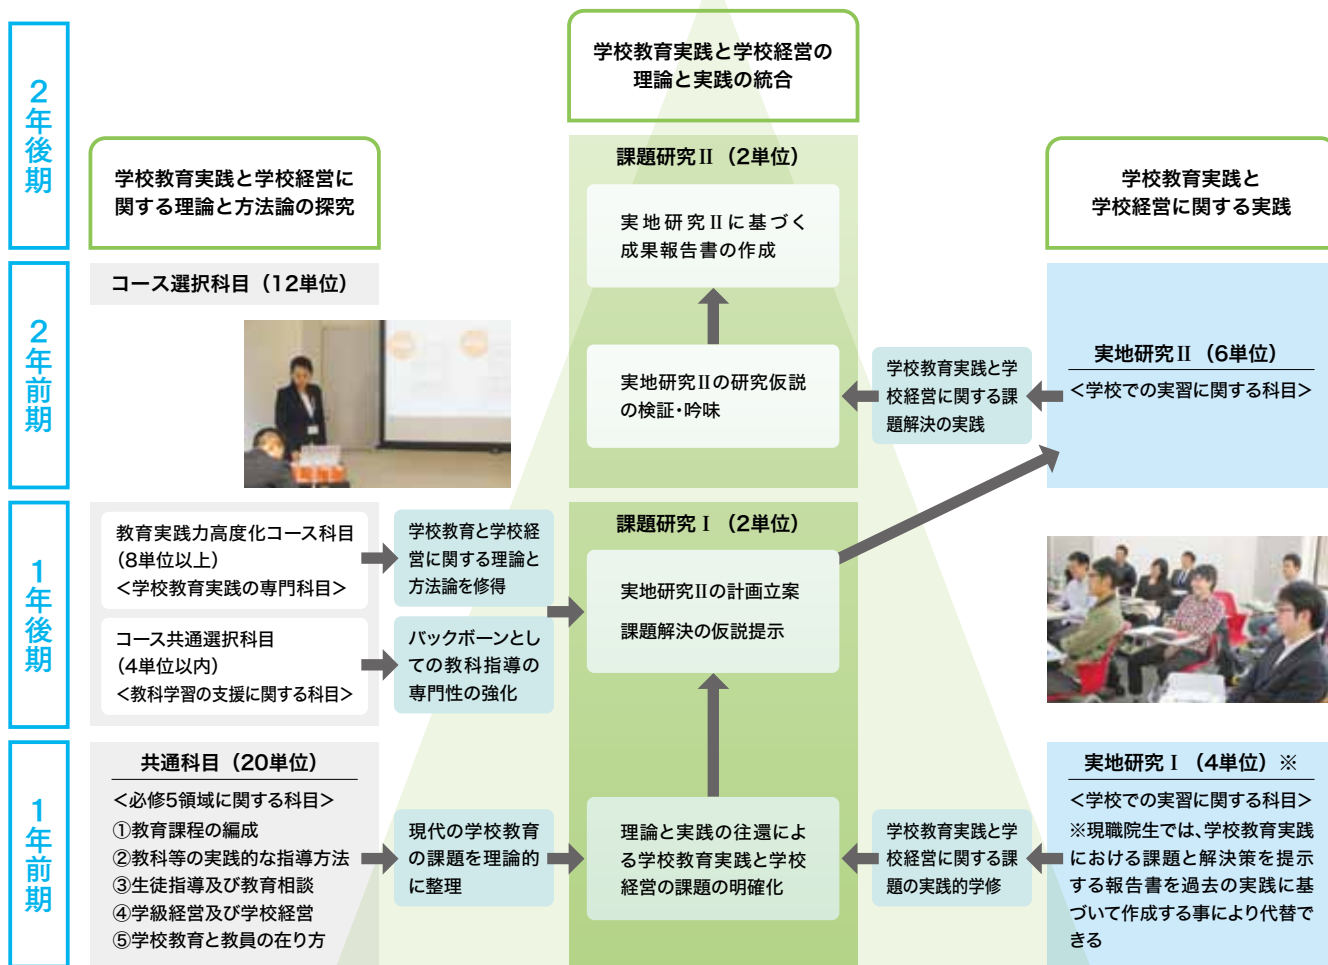 2年後期
2年前期
1年後期
1年前期
学校教育実践と学校経営に
関する理論と方法論の探究
コース選択科目(12単位)
教育実践力高度化コース科目
(8単位以上)
<学校教育実践の専門科目>
コース共通選択科目
(4単位以内)
<教科学習の支援に関する科目>
共通科目(20単位)
<必修5領域に関する科目>
①教育課程の編成
②教科等の実践的な指導方法
③生徒指導及び教育相談
④学級経営及び学校経営
⑤学校教育と教員の在り方
学校教育と学校経
営に関する理論と
方法論を修得
バックボーンとし
ての教科指導の
専門性の強化
現代の学校教育
の課題を理論的
に整理
学校教育実践と学校経営の
理論と実践の統合
課題研究Ⅱ(2単位)
実地研究Ⅱに基づく
成果報告書の作成
実地研究Ⅱの研究仮説
の検証・吟味
課題研究Ⅰ(2単位)
実地研究Ⅱの計画立案
課題解決の仮説提示
理論と実践の往還によ
る学校教育実践と学校
経営の課題の明確化
学校教育実践と学
校経営に関する課
題解決の実践
学校教育実践と学
校経営に関する課
題の実践的学修
学校教育実践と
学校経営に関する実践
実地研究Ⅱ(6単位)
<学校での実習に関する科目>
実地研究Ⅰ(4単位)※
<学校での実習に関する科目>
※現職院生では、学校教育実践
における課題と解決策を提示
する報告書を過去の実践に基
づいて作成する事により代替で
きる